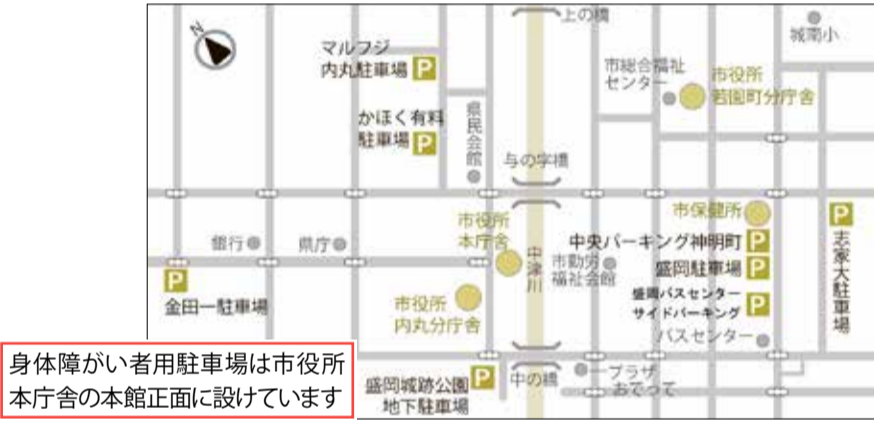 N
上の橋
城南小
マルフジ
内丸駐車場 P
市総合福祉
センター
市役所
若園町分庁舎
かほく有料
駐車場 P
県民会館
与の字橋
銀行
県庁
市役所
本庁舎
中津川
市保健所
中央パーキング神明町 P
市勤労
福祉会館
盛岡駐車場 P
盛岡バスセンター
サイドパーキング P
バスセンター
P
志家大駐車場
P
金田一駐車場
市役所
内丸分庁舎
身体障がい者用駐車場は市役所
本庁舎の本館正面に設けています
盛岡城跡公園
地下駐車場 P
中の橋
プラザ
おでって